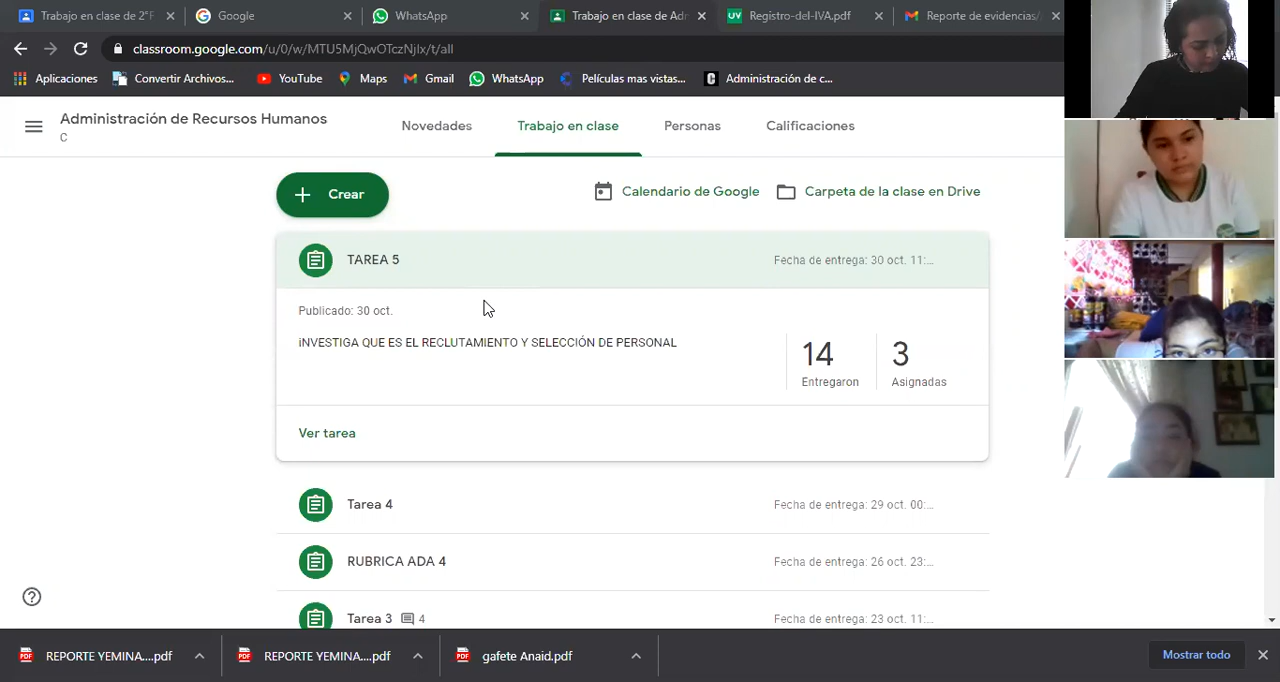 Trabajo en clase de 2°F
Google
WhatsApp
Trabajo en clase de Adm
UV Registro-del-IVA.pdf
Reporte de evidencias/
classroom.google.com/u/0/w/MTU5MjQwOTczNjIx/t/all
Aplicaciones
Convertir Archivos...
YouTube
Maps
Gmail
WhatsApp
Películas mas vistas...
Administración de c...
Administración de Recursos Humanos
C
Novedades
Trabajo en clase
Personas
Calificaciones
+ Crear
Calendario de Google
Carpeta de la clase en Drive
TAREA 5
Fecha de entrega: 30 oct. 11:...
Publicado: 30 oct.
iNVESTIGA QUE ES EL RECLUTAMIENTO Y SELECCIÓN DE PERSONAL
14
Entregaron
3
Asignadas
Ver tarea
Tarea 4
Fecha de entrega: 29 oct. 00:...
RUBRICA ADA 4
Fecha de entrega: 26 oct. 23:...
Tarea 3
4
Fecha de entrega: 23 oct. 11:...
REPORTE YEMINA....pdf
REPORTE YEMINA....pdf
gafete Anaid.pdf
Mostrar todo